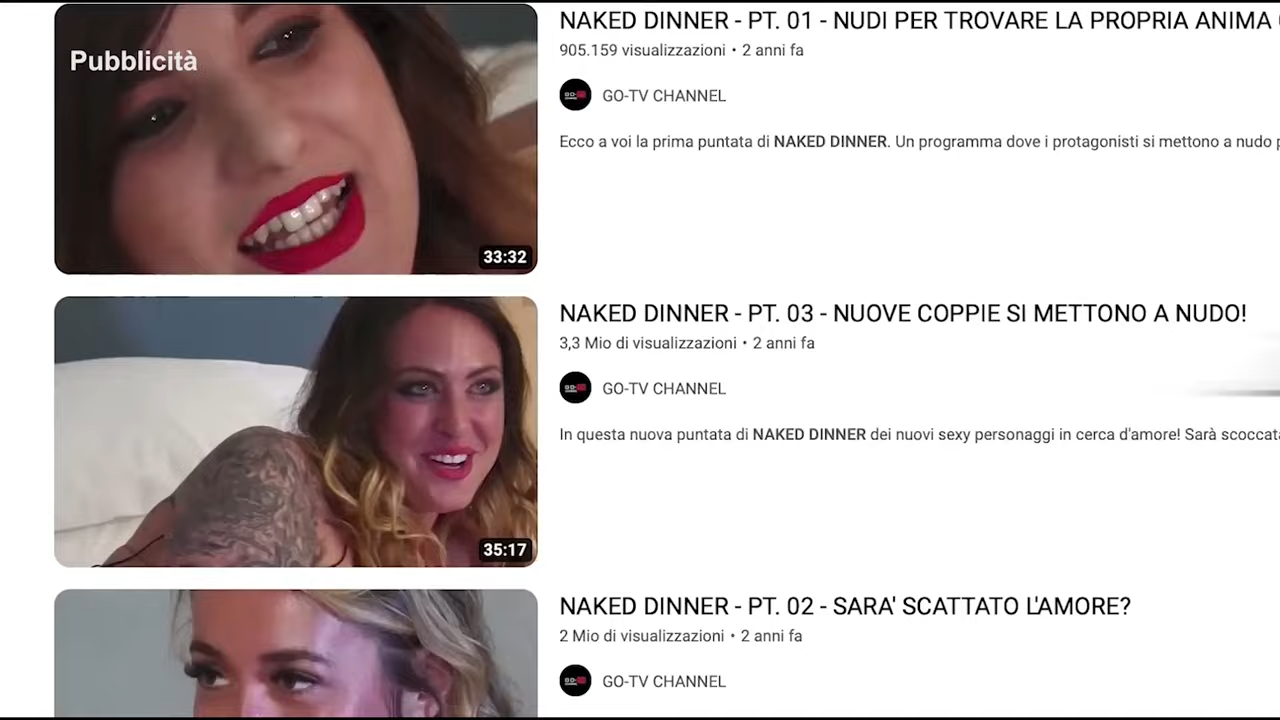 NAKED DINNER - PT. 01 - NUDI PER TROVARE LA PROPRIA ANIMA
905.159 visualizzazioni • 2 anni fa
Pubblicità
GO-TV CHANNEL
Ecco a voi la prima puntata di NAKED DINNER. Un programma dove i protagonisti si mettono a nudo
33:32
NAKED DINNER - PT. 03 - NUOVE COPPIE SI METTONO A NUDO!
3,3 Mio di visualizzazioni • 2 anni fa
GO-TV CHANNEL
In questa nuova puntata di NAKED DINNER dei nuovi sexy personaggi in cerca d'amore! Sarà
35:17
NAKED DINNER - PT. 02 - SARA' SCATTATO L'AMORE?
2 Mio di visualizzazioni • 2 anni fa
GO-TV CHANNEL